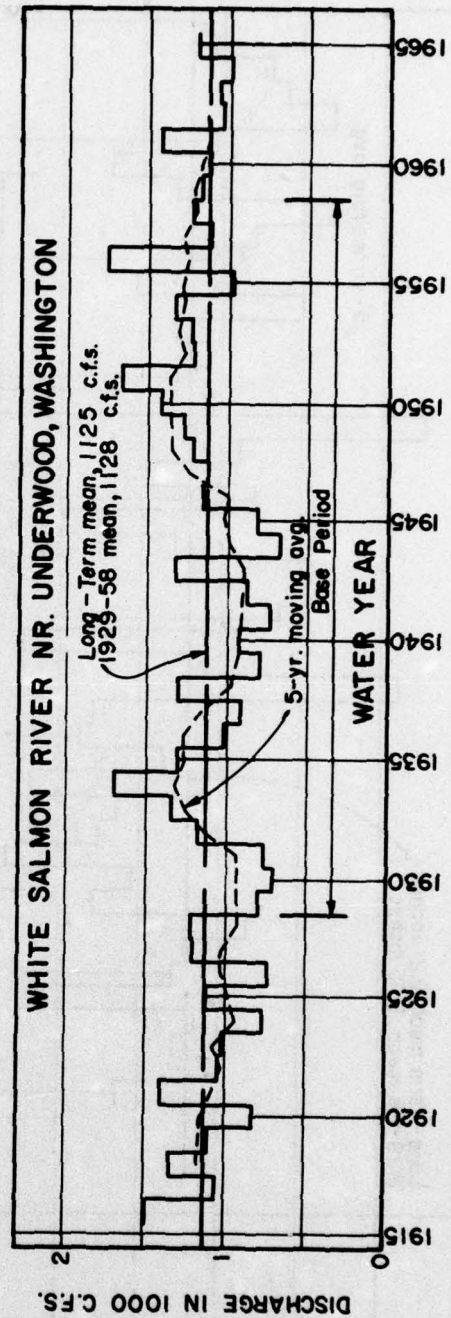 WHITE SALMON RIVER NR. UNDERWOOD, WASHINGTON
Long-Term mean, 1125 c.f.s.
1929-58 mean, 1128 c.f.s.
5-yr. moving avg.
Base Period
WATER YEAR
DISCHARGE IN 1000 C.F.S.
2
1
0
1915
1920
1925
1930
1935
1940
1945
1950
1955
1960
1965